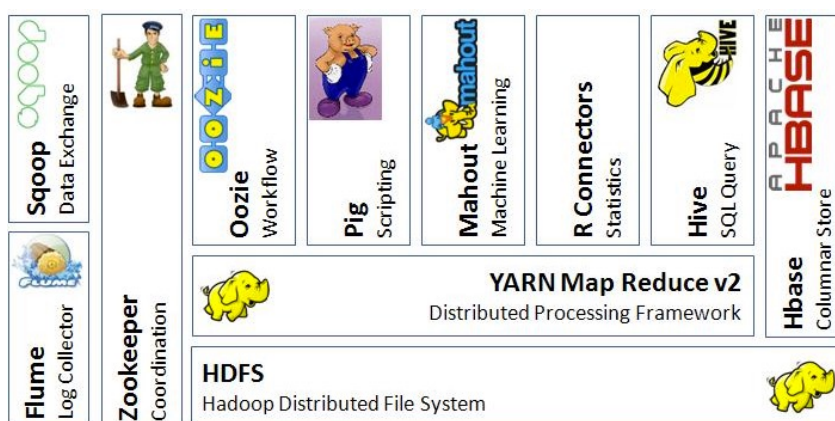 sqoop
Sqoop
Data Exchange
FLUME
Flume
Log Collector
Zookeeper
Coordination
OOZIE
Oozie
Workflow
Pig
Scripting
mahout
Mahout
Machine Learning
R Connectors
Statistics
HIVE
Hive
SQL Query
APACHE
HBASE
Hbase
Columnar Store
YARN Map Reduce v2
Distributed Processing Framework
HDFS
Hadoop Distributed File System